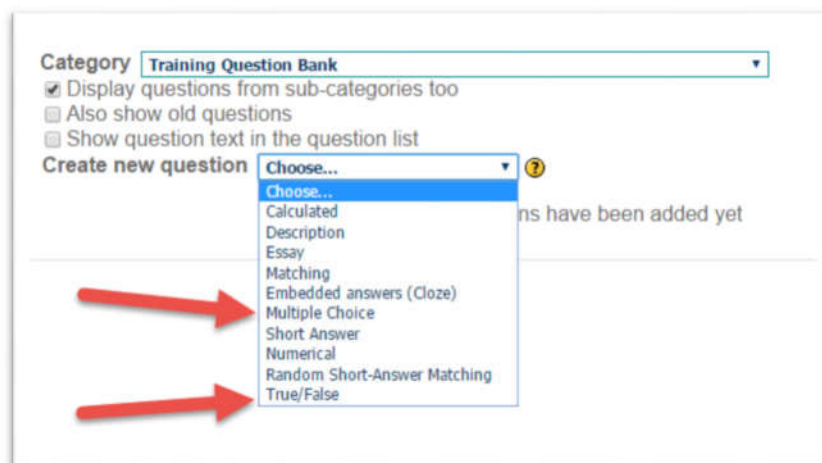 Category Training Question Bank
Display questions from sub-categories too
Also show old questions
Show question text in the question list
Create new question Choose... ?
Choose...
Calculated
ns have been added yet
Description
Essay
Matching
Embedded answers (Cloze)
Multiple Choice
Short Answer
Numerical
Random Short-Answer Matching
True/False